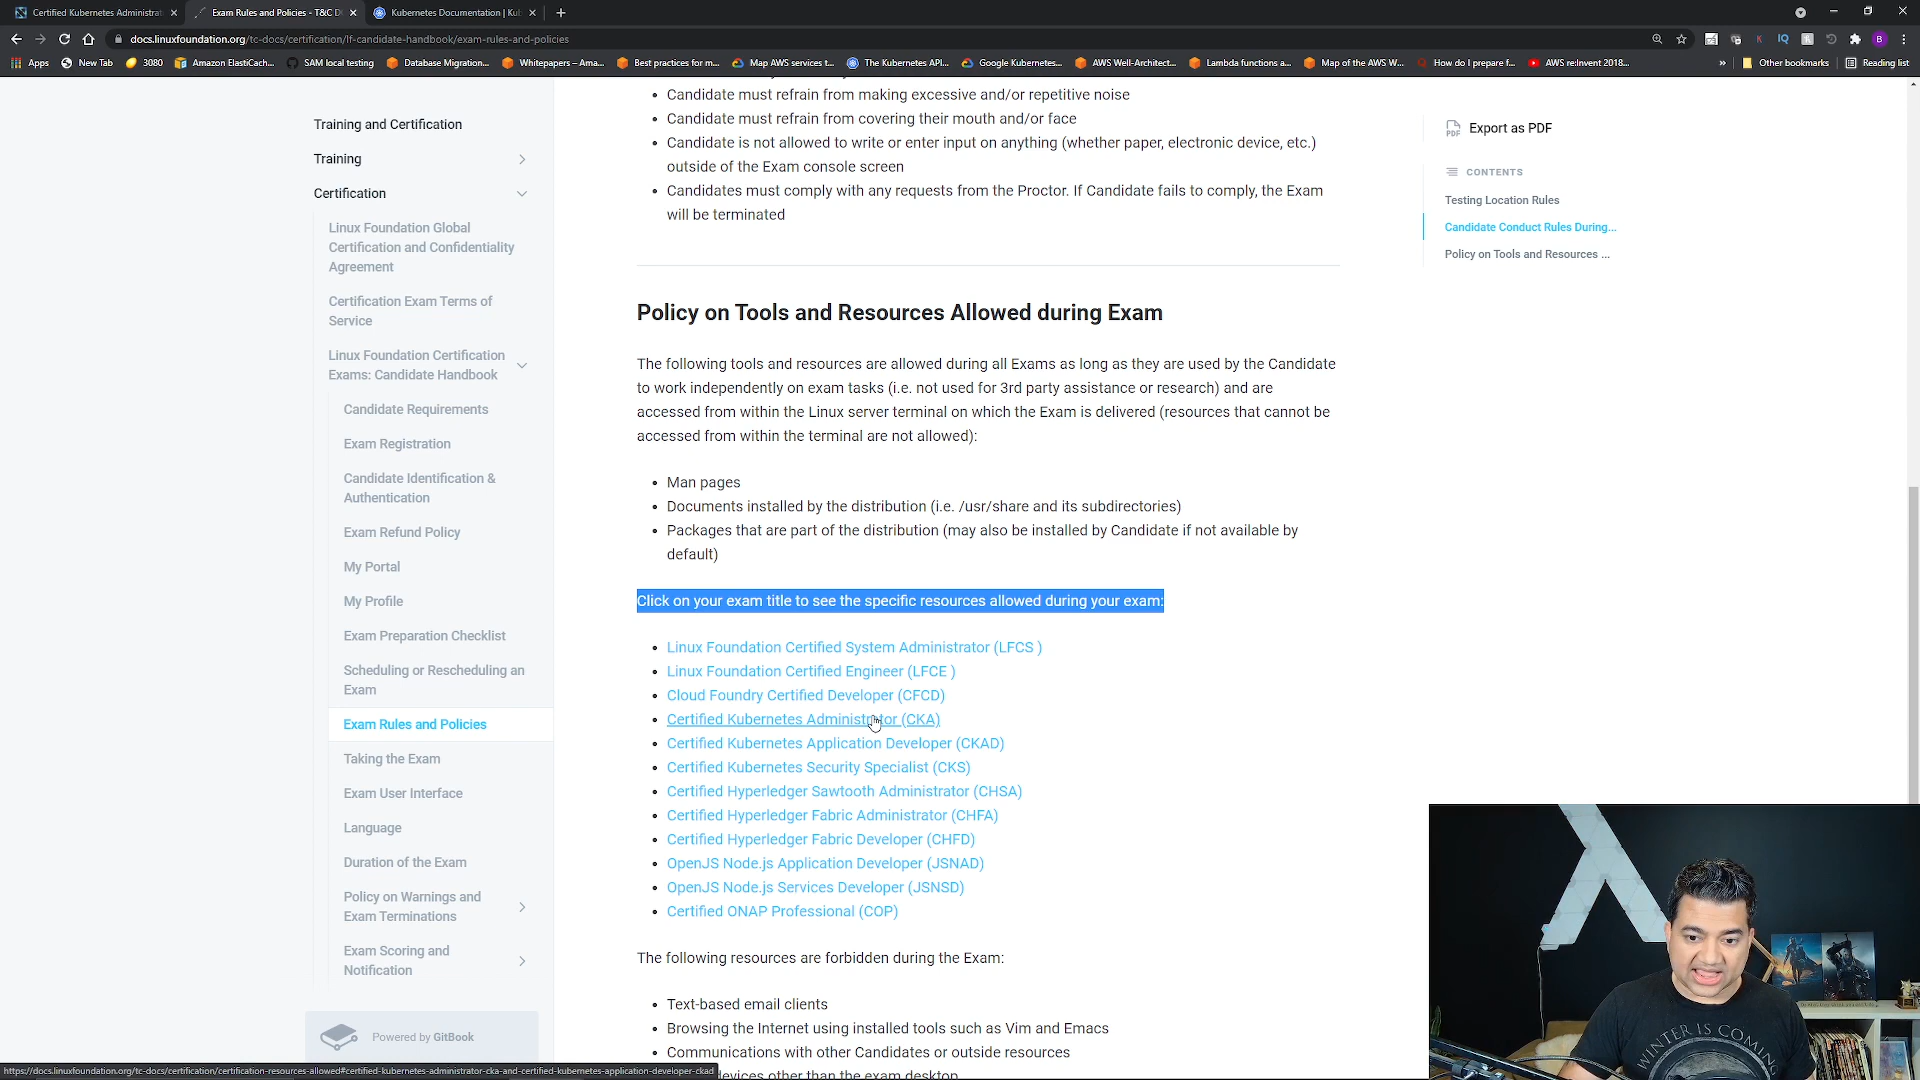 Certified Kubernetes Administrat
Exam Rules and Policies - T&C D
Kubernetes Documentation | Ku
docs.linuxfoundation.org/tc-docs/certification/lf-candidate-handbook/exam-rules-and-policies
Apps
New Tab
3080
Amazon ElastiCach...
SAM local testing
Database Migration...
Whitepapers – Ama...
Best practices for m...
Map AWS services t...
The Kubernetes API...
Google Kubernetes...
AWS Well-Architect...
Lambda functions a...
Map of the AWS W...
How do I prepare f...
AWS re:Invent 2018...
»
Other bookmarks
Reading list
Training and Certification
Training
Certification
Linux Foundation Global
Certification and Confidentiality
Agreement
Certification Exam Terms of
Service
Linux Foundation Certification
Exams: Candidate Handbook
Candidate Requirements
Exam Registration
Candidate Identification &
Authentication
Exam Refund Policy
My Portal
My Profile
Exam Preparation Checklist
Scheduling or Rescheduling an
Exam
Exam Rules and Policies
Taking the Exam
Exam User Interface
Language
Duration of the Exam
Policy on Warnings and
Exam Terminations
Exam Scoring and
Notification
Powered by GitBook
• Candidate must refrain from making excessive and/or repetitive noise
• Candidate must refrain from covering their mouth and/or face
• Candidate is not allowed to write or enter input on anything (whether paper, electronic device, etc.)
outside of the Exam console screen
• Candidates must comply with any requests from the Proctor. If Candidate fails to comply, the Exam
will be terminated
Policy on Tools and Resources Allowed during Exam
The following tools and resources are allowed during all Exams as long as they are used by the Candidate
to work independently on exam tasks (i.e. not used for 3rd party assistance or research) and are
accessed from within the Linux server terminal on which the Exam is delivered (resources that cannot be
accessed from within the terminal are not allowed):
• Man pages
• Documents installed by the distribution (i.e. /usr/share and its subdirectories)
• Packages that are part of the distribution (may also be installed by Candidate if not available by
default)
Click on your exam title to see the specific resources allowed during your exam:
• Linux Foundation Certified System Administrator (LFCS )
• Linux Foundation Certified Engineer (LFCE )
• Cloud Foundry Certified Developer (CFCD)
• Certified Kubernetes Administrator (CKA)
• Certified Kubernetes Application Developer (CKAD)
• Certified Kubernetes Security Specialist (CKS)
• Certified Hyperledger Sawtooth Administrator (CHSA)
• Certified Hyperledger Fabric Administrator (CHFA)
• Certified Hyperledger Fabric Developer (CHFD)
• OpenJS Node.js Application Developer (JSNAD)
• OpenJS Node.js Services Developer (JSNSD)
• Certified ONAP Professional (COP)
The following resources are forbidden during the Exam:
• Text-based email clients
• Browsing the Internet using installed tools such as Vim and Emacs
• Communications with other Candidates or outside resources
devices other than the exam desktop
Export as PDF
CONTENTS
Testing Location Rules
Candidate Conduct Rules During...
Policy on Tools and Resources ...
WINTER IS COMING
https://docs.linuxfoundation.org/tc-docs/certification/certification-resources-allowed#certified-kubernetes-administrator-cka-and-certified-kubernetes-application-developer-ckad